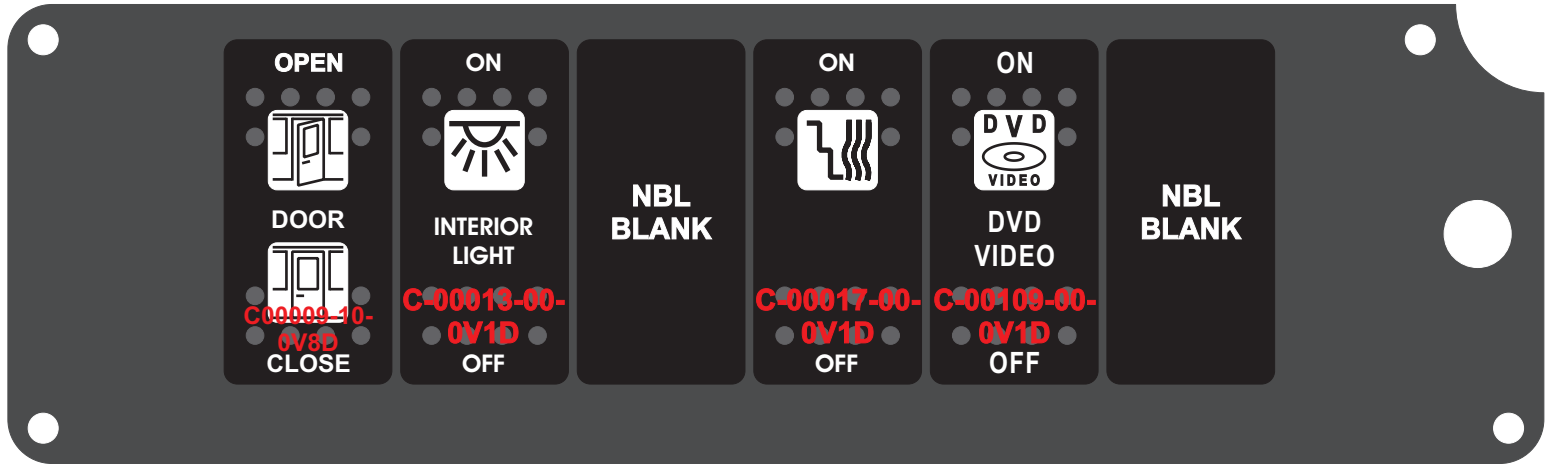 OPEN
DOOR
C00009-10-
0V8D
CLOSE
ON
INTERIOR
LIGHT
C-00013-00-
0V1D
OFF
NBL
BLANK
ON
C-00017-00-
0V1D
OFF
ON
DVD
VIDEO
DVD
VIDEO
C-00109-00-
0V1D
OFF
NBL
BLANK